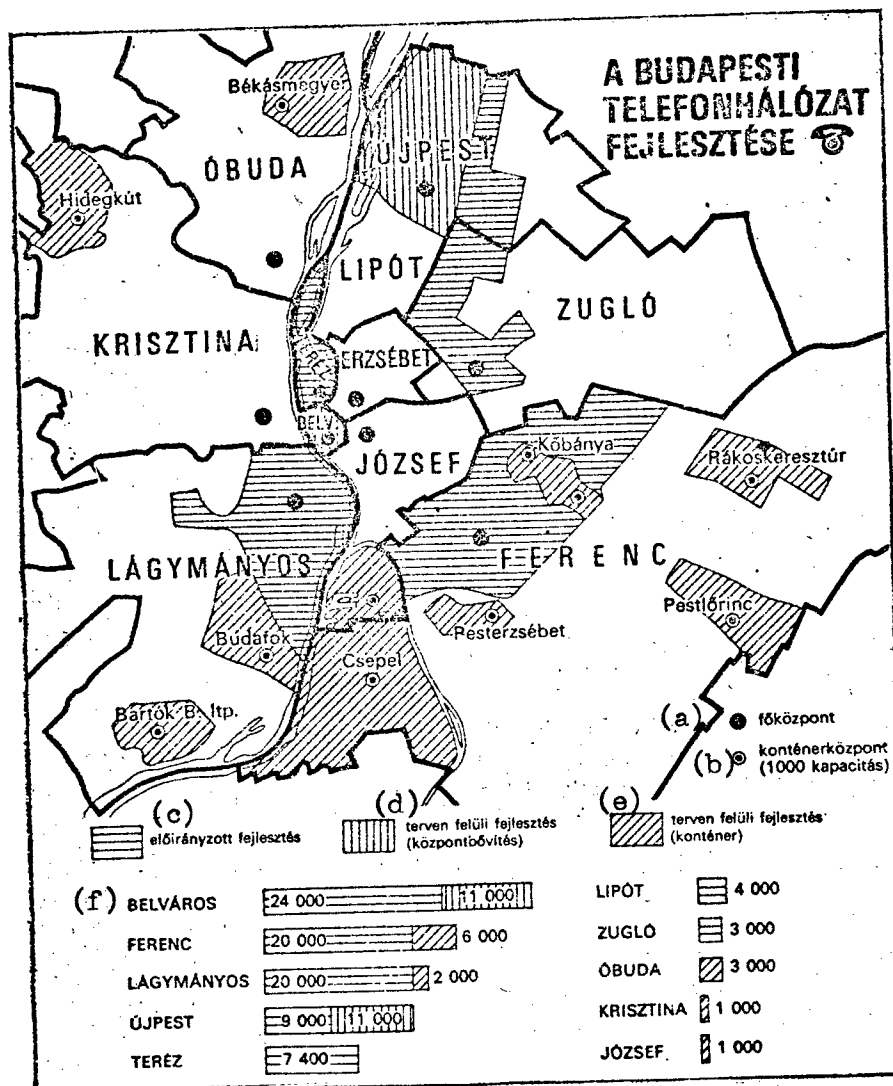 A BUDAPESTI
TELEFONHÁLÓZAT
FEJLESZTÉSE
Békásmegyer
ÚJPEST
ÓBUDA
Hidegkút
LIPÓT
ZUGLÓ
KRISZTINA
TERÉZ
ERZSÉBET
BELV.
JÓZSEF
Kőbánya
Rákoskeresztúr
LÁGYMÁNYOS
FERENC
Pestlőrinc
Pesterzsébet
Budafok
Csepel
Bartók B. ltp.
(a) főközpont
(b) konténerközpont
(1000 kapacitás)
(c) előirányzott fejlesztés
(d) terven felüli fejlesztés
(központbővítés)
(e) terven felüli fejlesztés
(konténer)
(f) BELVÁROS 24 000 11 000
FERENC 20 000 6 000
LÁGYMÁNYOS 20 000 2 000
ÚJPEST 9 000 11 000
TERÉZ 7 400
LIPÓT 4 000
ZUGLÓ 3 000
ÓBUDA 3 000
KRISZTINA 1 000
JÓZSEF 1 000